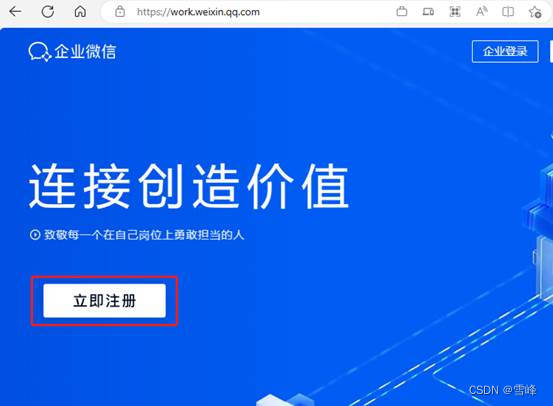 https://work.weixin.qq.com
企业微信
企业登录
连接创造价值
致敬每一个在自己岗位上勇敢担当的人
立即注册
CSDN @雪峰